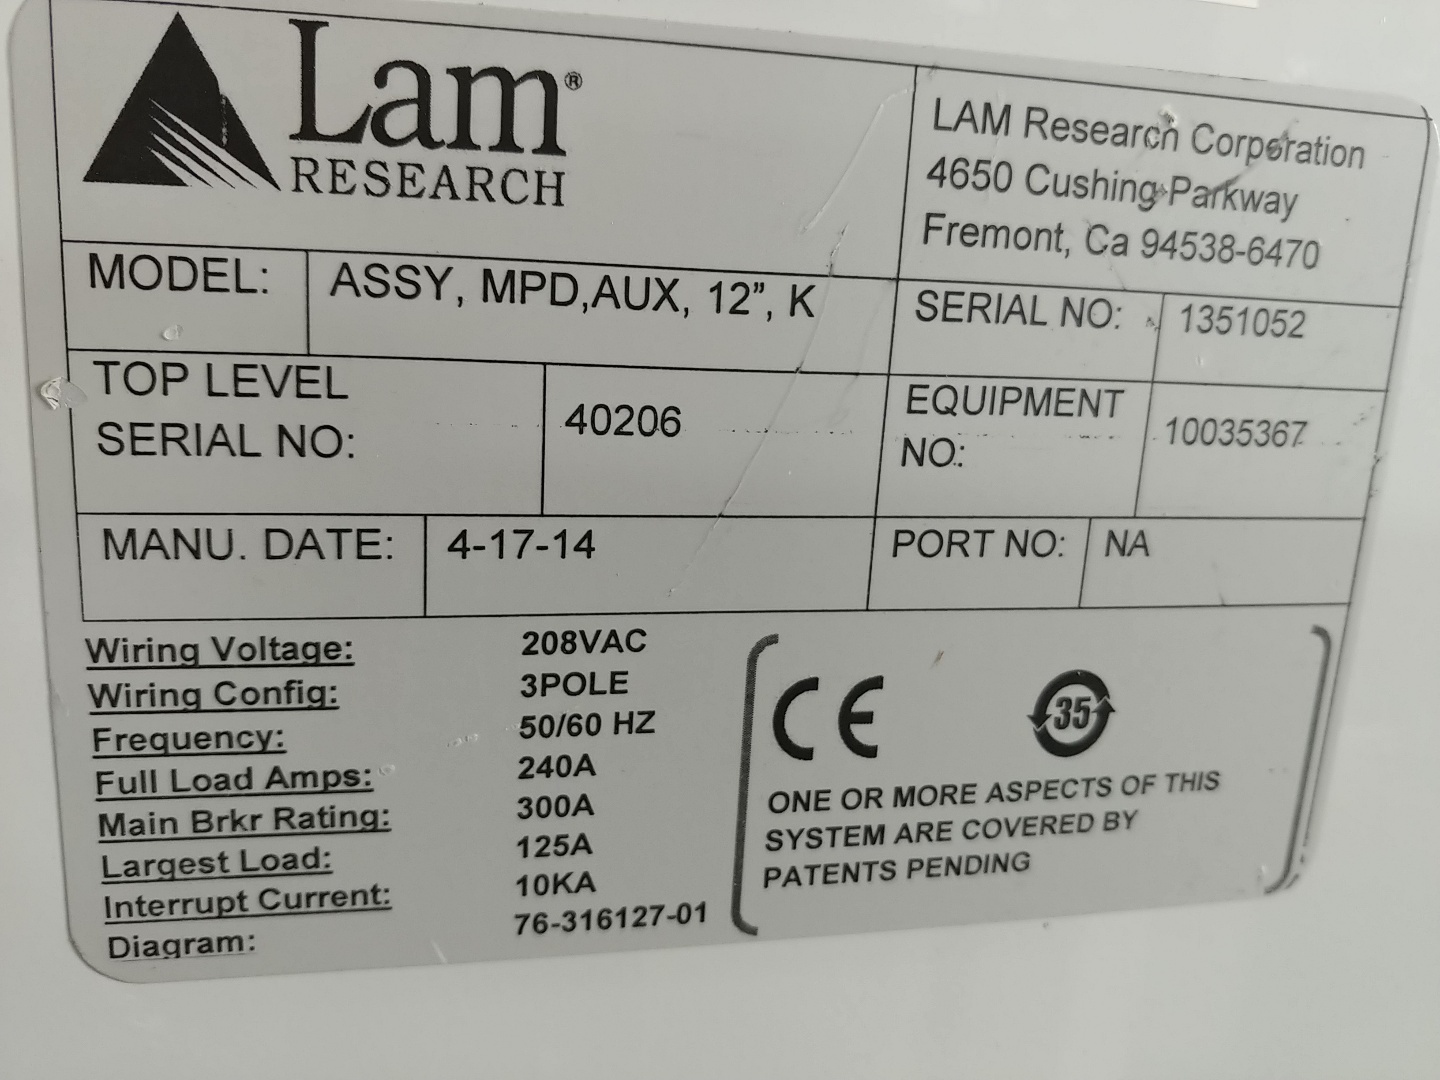 Lam®
RESEARCH
LAM Research Corporation
4650 Cushing Parkway
Fremont, Ca 94538-6470
MODEL: ASSY, MPD,AUX, 12”, K
SERIAL NO: 1351052
TOP LEVEL
SERIAL NO: 40206
EQUIPMENT
NO: 10035367
MANU. DATE: 4-17-14
PORT NO: NA
Wiring Voltage: 208VAC
Wiring Config: 3POLE
Frequency: 50/60 HZ
Full Load Amps: 240A
Main Brkr Rating: 300A
Largest Load: 125A
Interrupt Current: 10KA
Diagram: 76-316127-01
CE
35
ONE OR MORE ASPECTS OF THIS
SYSTEM ARE COVERED BY
PATENTS PENDING